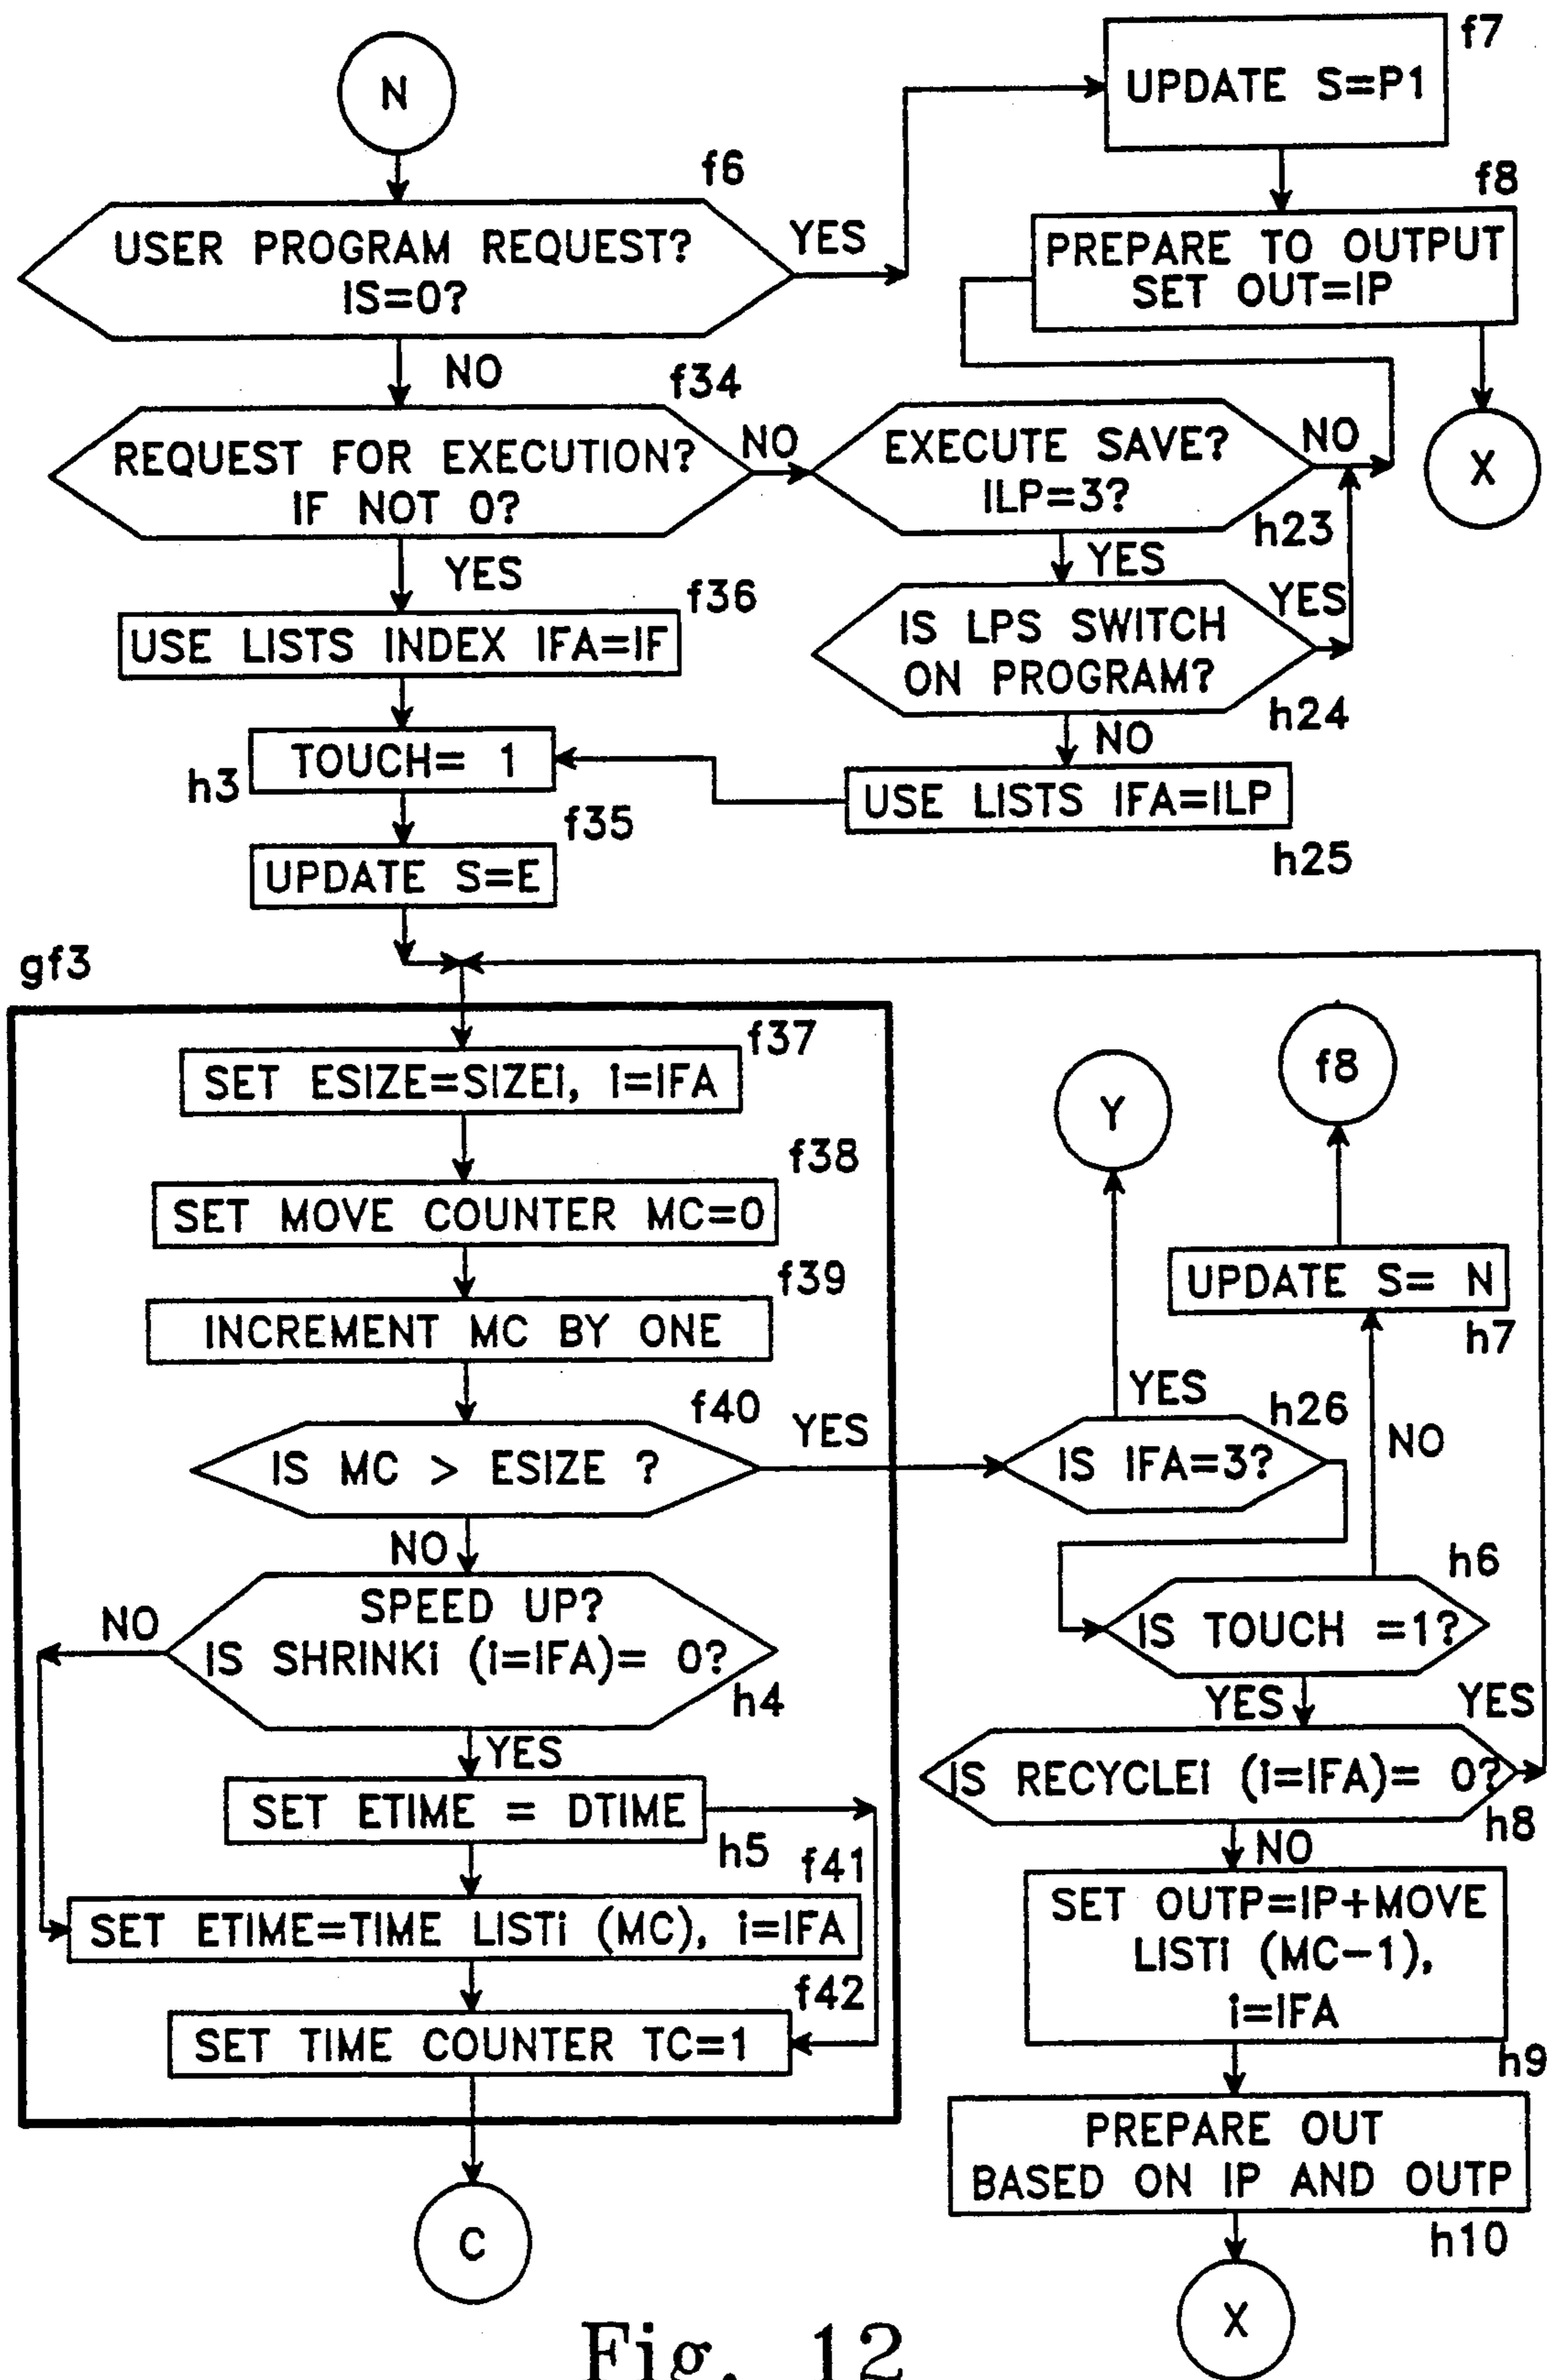 N
f6
USER PROGRAM REQUEST?
IS=0?
YES
NO
f7
UPDATE S=P1
f8
PREPARE TO OUTPUT
SET OUT=IP
X
f34
REQUEST FOR EXECUTION?
IF NOT 0?
NO
YES
EXECUTE SAVE?
ILP=3?
NO
h23
YES
IS LPS SWITCH
ON PROGRAM?
YES
h24
NO
USE LISTS IFA=ILP
h25
f36
USE LISTS INDEX IFA=IF
TOUCH= 1
h3
f35
UPDATE S=E
gf3
f37
SET ESIZE=SIZEi, i=IFA
f38
SET MOVE COUNTER MC=0
f39
INCREMENT MC BY ONE
f40
IS MC > ESIZE ?
YES
NO
SPEED UP?
IS SHRINKi (i=IFA)= 0?
NO
h4
YES
SET ETIME = DTIME
h5
f41
SET ETIME=TIME LISTi (MC), i=IFA
f42
SET TIME COUNTER TC=1
C
Y
f8
UPDATE S= N
h7
YES
h26
IS IFA=3?
NO
h6
IS TOUCH =1?
YES
YES
IS RECYCLEi (i=IFA)= 0?
h8
NO
SET OUTP=IP+MOVE
LISTi (MC-1),
i=IFA
h9
PREPARE OUT
BASED ON IP AND OUTP
h10
X
Fig. 12